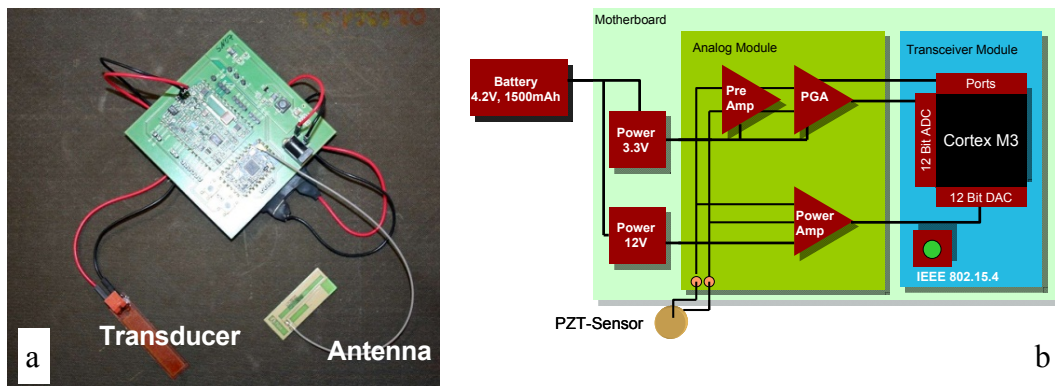 Transducer
Antenna
a
Motherboard
Analog Module
Transceiver Module
Battery
4.2V, 1500mAh
Pre
Amp
PGA
Ports
12 Bit ADC
Cortex M3
12 Bit DAC
Power
3.3V
Power
12V
Power
Amp
IEEE 802.15.4
PZT-Sensor
b